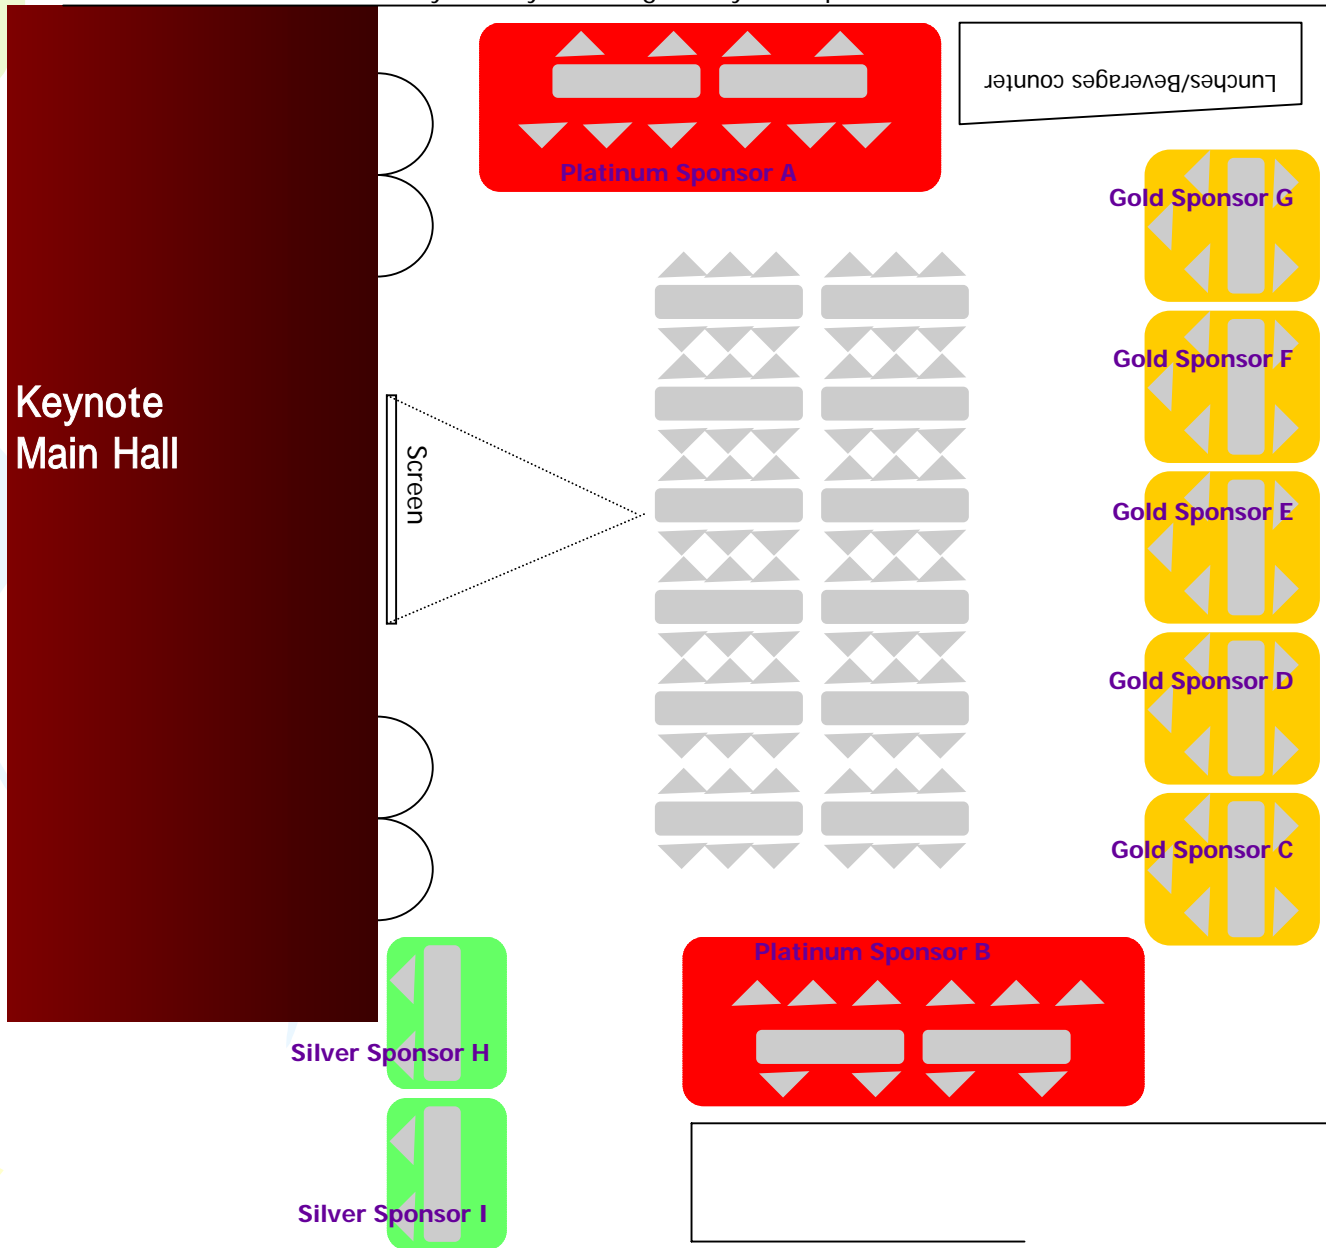 Platinum Sponsor A
Lunches/Beverages counter
Gold Sponsor G
Gold Sponsor F
Keynote
Main Hall
Screen
Gold Sponsor E
Gold Sponsor D
Gold Sponsor C
Platinum Sponsor B
Silver Sponsor H
Silver Sponsor I